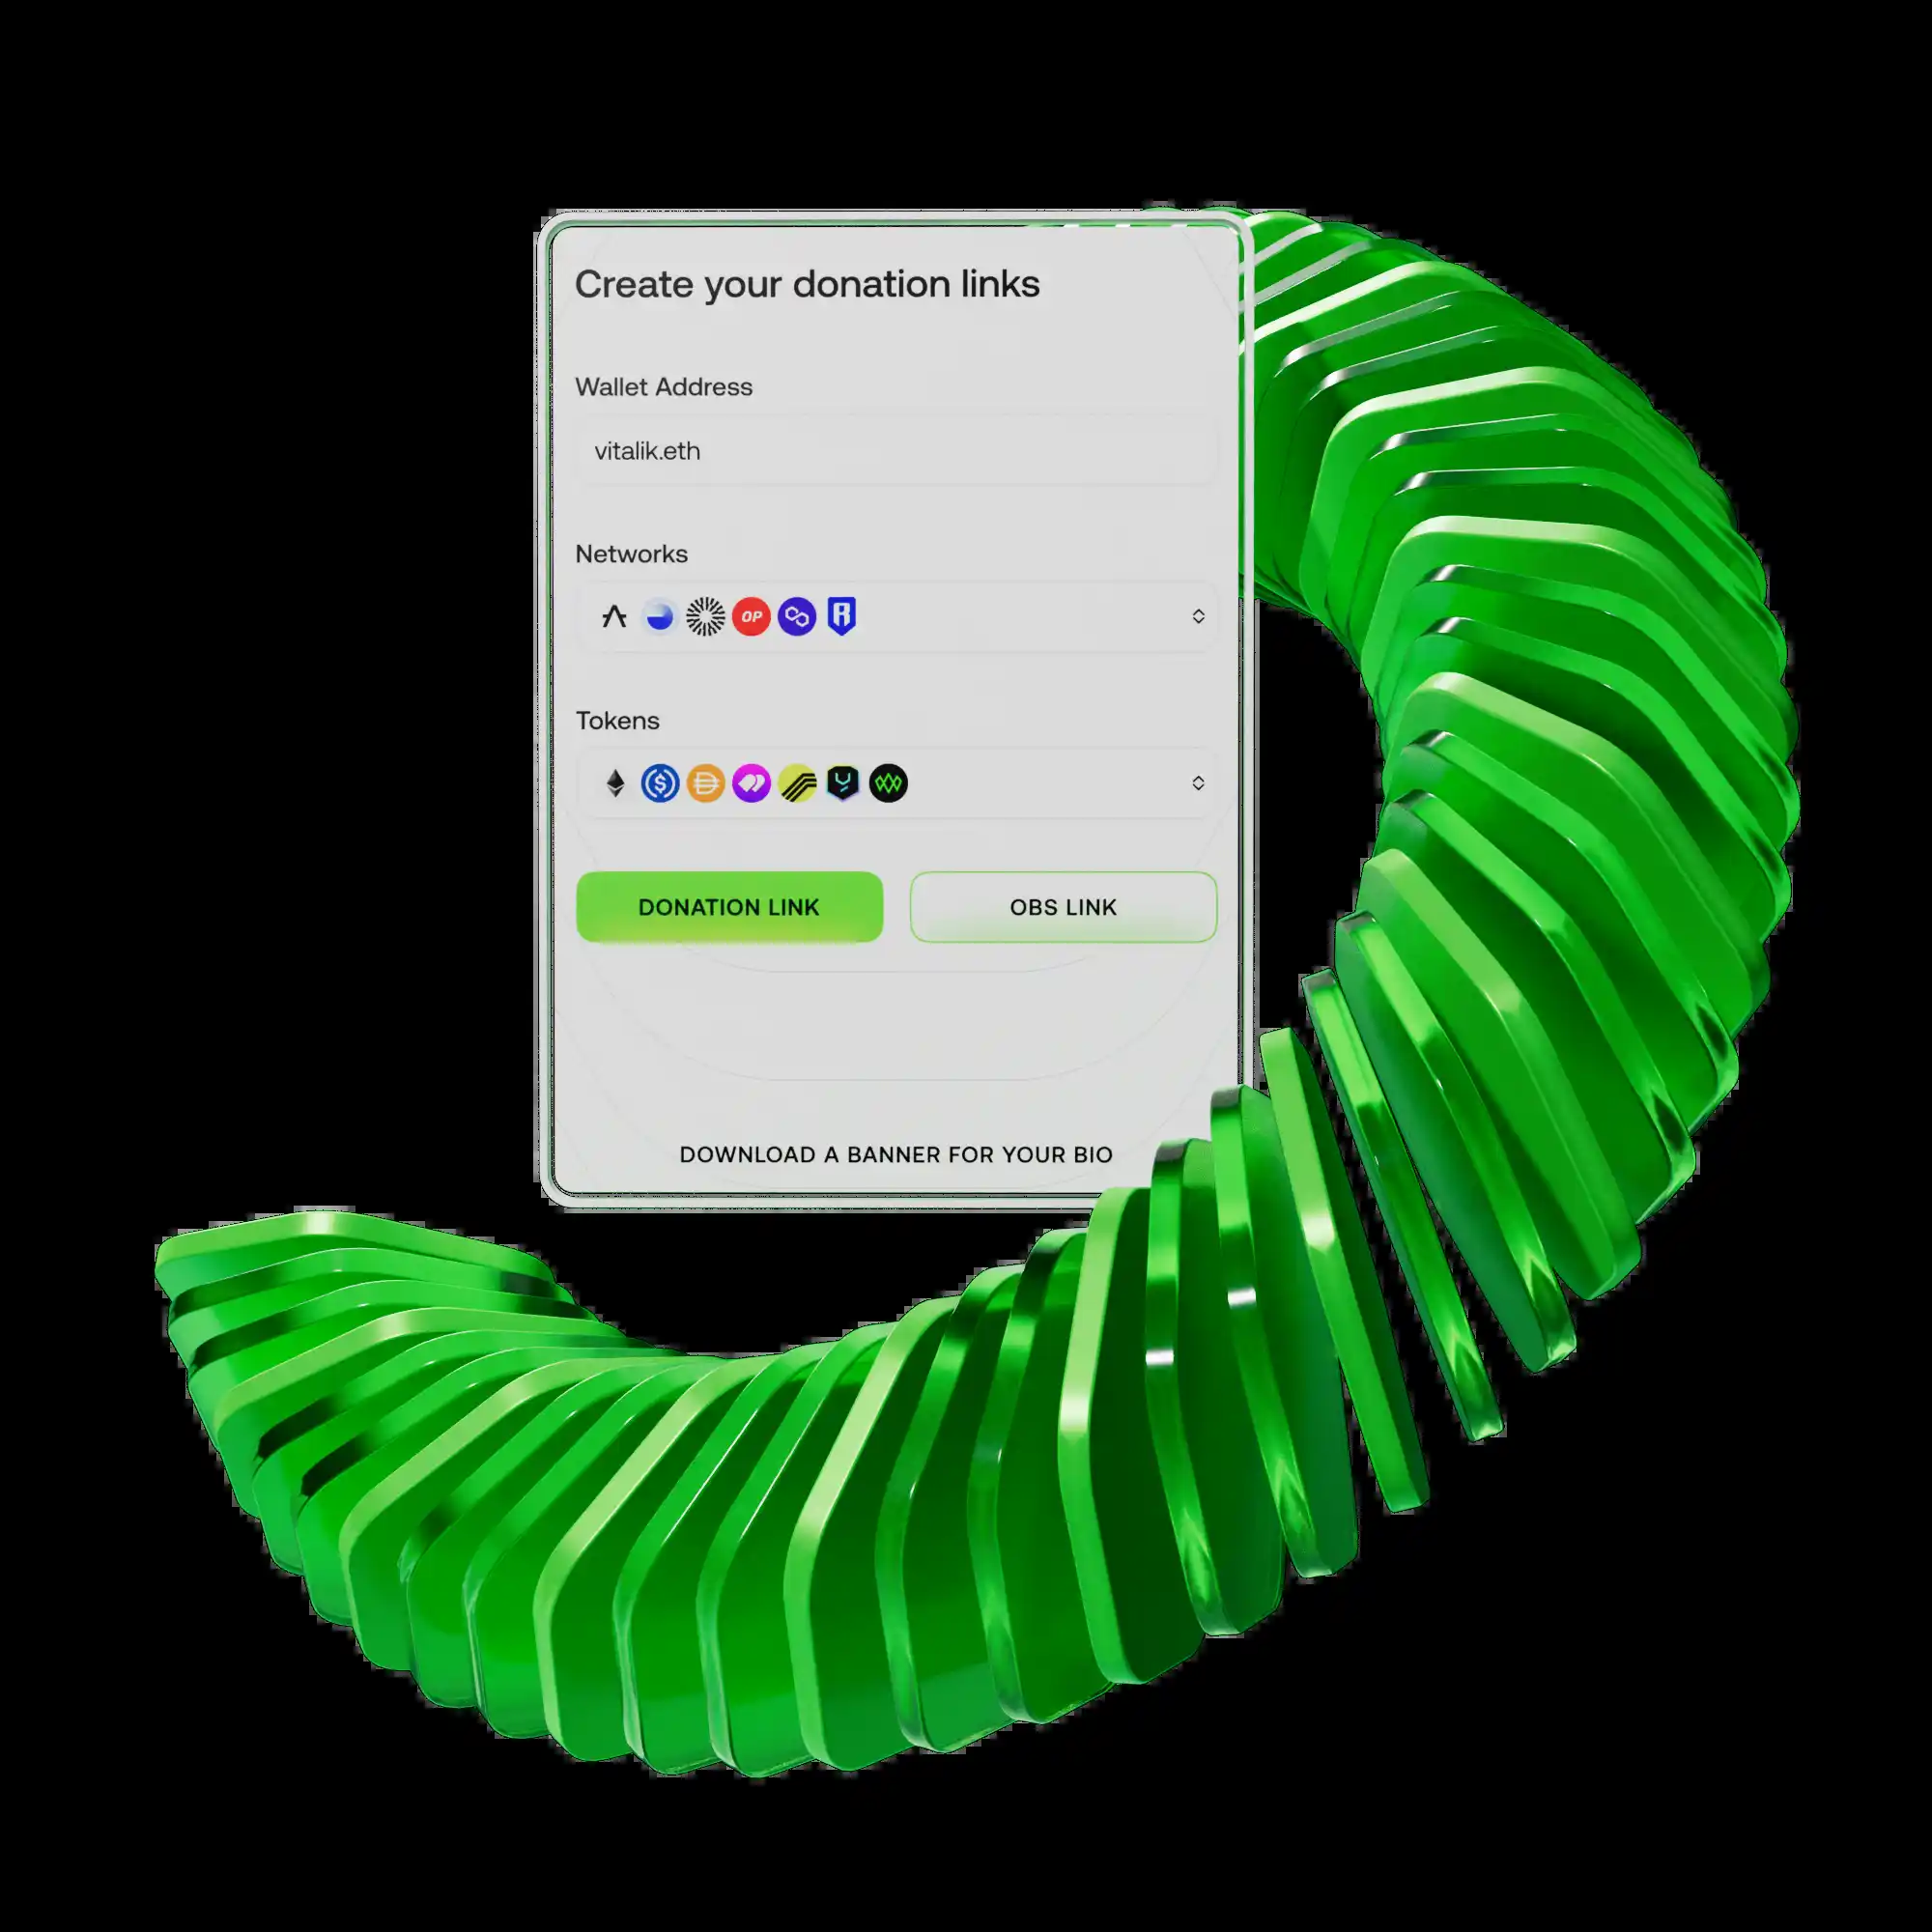 Create your donation links
Wallet Address
vitalik.eth
Networks
OP
Tokens
DONATION LINK
OBS LINK
DOWNLOAD A BANNER FOR YOUR BIO